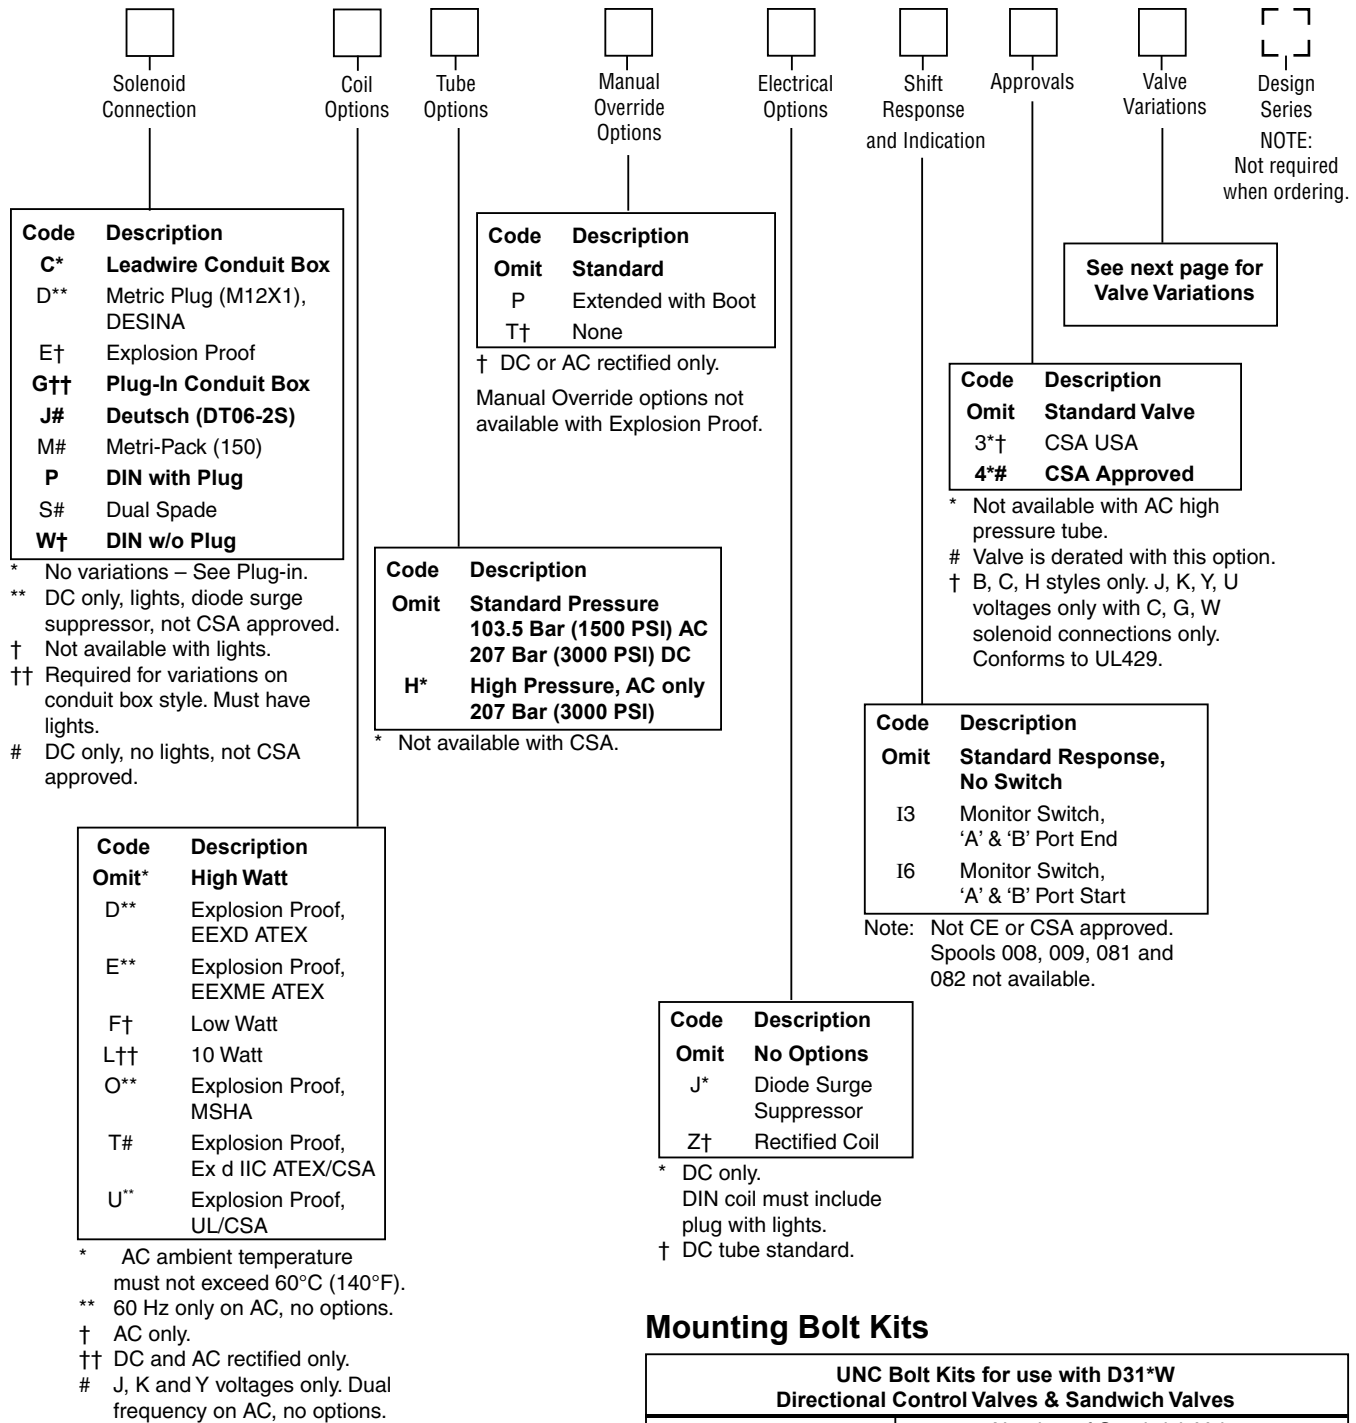 Solenoid
Connection
Coil
Options
Tube
Options
Manual
Override
Options
Electrical
Options
Shift
Response
and Indication
Approvals
Valve
Variations
Design
Series
NOTE:
Not required
when ordering.
Code Description
C* Leadwire Conduit Box
D** Metric Plug (M12X1),
DESINA
E† Explosion Proof
G†† Plug-In Conduit Box
J# Deutsch (DT06-2S)
M# Metri-Pack (150)
P DIN with Plug
S# Dual Spade
W† DIN w/o Plug
* No variations – See Plug-in.
** DC only, lights, diode surge
suppressor, not CSA approved.
† Not available with lights.
†† Required for variations on
conduit box style. Must have
lights.
# DC only, no lights, not CSA
approved.
Code Description
Omit* High Watt
D** Explosion Proof,
EEXD ATEX
E** Explosion Proof,
EEXME ATEX
F† Low Watt
L†† 10 Watt
O** Explosion Proof,
MSHA
T# Explosion Proof,
Ex d IIC ATEX/CSA
U** Explosion Proof,
UL/CSA
* AC ambient temperature
must not exceed 60°C (140°F).
** 60 Hz only on AC, no options.
† AC only.
†† DC and AC rectified only.
# J, K and Y voltages only. Dual
frequency on AC, no options.
Code Description
Omit Standard Pressure
103.5 Bar (1500 PSI) AC
207 Bar (3000 PSI) DC
H* High Pressure, AC only
207 Bar (3000 PSI)
* Not available with CSA.
Code Description
Omit Standard
P Extended with Boot
T† None
† DC or AC rectified only.
Manual Override options not
available with Explosion Proof.
Code Description
Omit No Options
J* Diode Surge
Suppressor
Z† Rectified Coil
* DC only.
DIN coil must include
plug with lights.
† DC tube standard.
Code Description
Omit Standard Response,
No Switch
I3 Monitor Switch,
'A' & 'B' Port End
I6 Monitor Switch,
'A' & 'B' Port Start
Note: Not CE or CSA approved.
Spools 008, 009, 081 and
082 not available.
Code Description
Omit Standard Valve
3*† CSA USA
4*# CSA Approved
* Not available with AC high
pressure tube.
# Valve is derated with this option.
† B, C, H styles only. J, K, Y, U
voltages only with C, G, W
solenoid connections only.
Conforms to UL429.
See next page for
Valve Variations
Mounting Bolt Kits
UNC Bolt Kits for use with D31*W
Directional Control Valves & Sandwich Valves